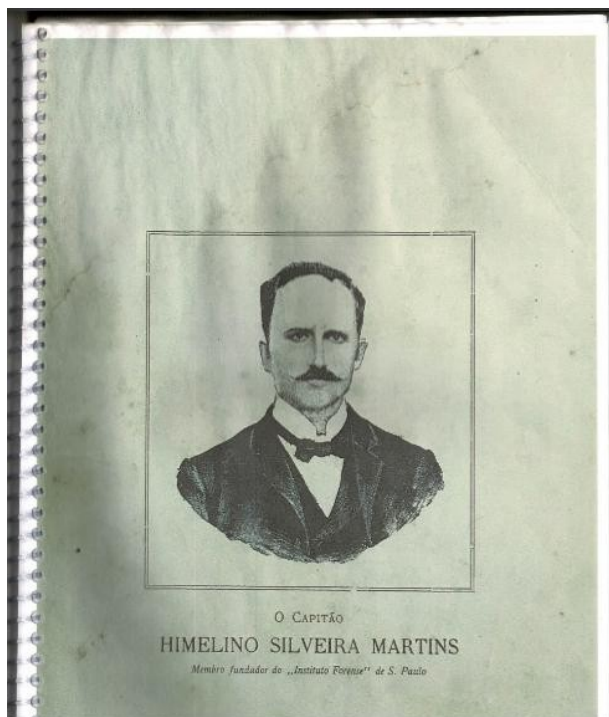 O CAPITÃO
HIMELINO SILVEIRA MARTINS
Membro fundador do „Instituto Forense" de S. Paulo